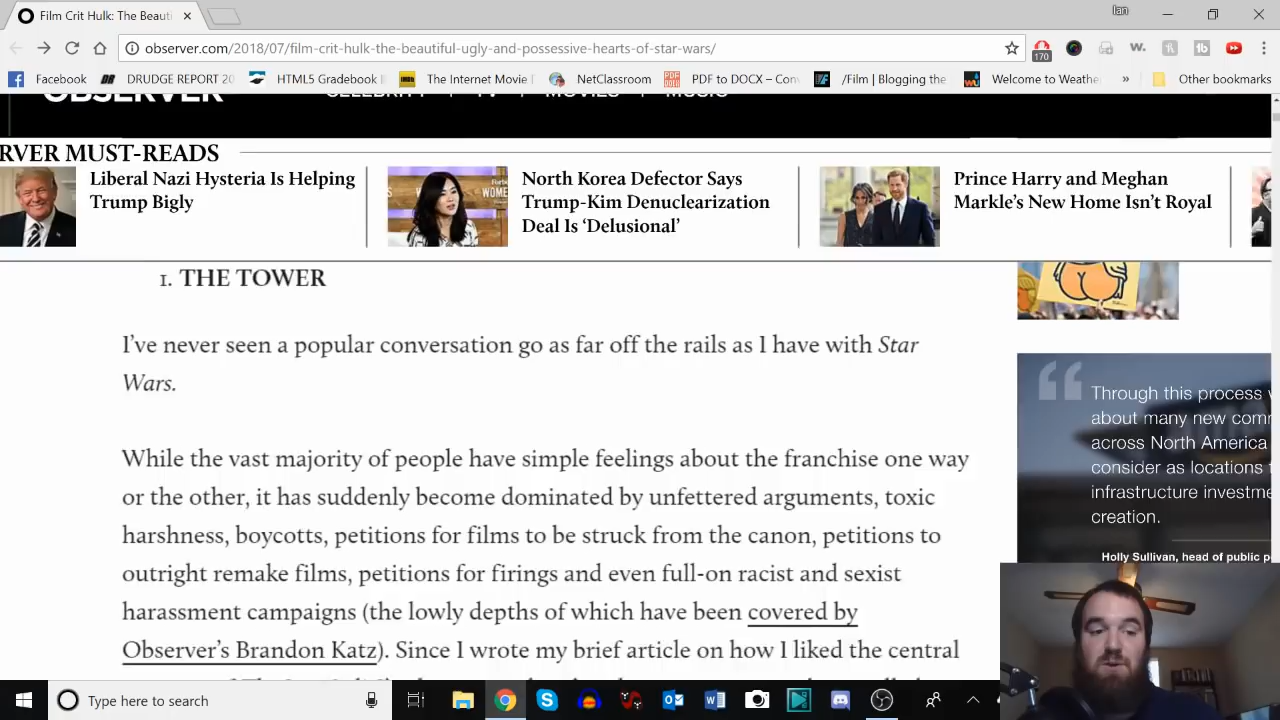 Film Crit Hulk: The Beauti
Ian
observer.com/2018/07/film-crit-hulk-the-beautiful-ugly-and-possessive-hearts-of-star-wars/
170
w.
1b
Facebook
DRUDGE REPORT 20
HTML5 Gradebook
The Internet Movie
NetClassroom
PDF to DOCX – Con
/Film | Blogging the
Welcome to Weathe
»
Other bookmarks
OBSERVER
CELEBRITY
TV
MOVIES
MUSIC
RVER MUST-READS
Liberal Nazi Hysteria Is Helping
Trump Bigly
North Korea Defector Says
Trump-Kim Denuclearization
Deal Is ‘Delusional’
Prince Harry and Meghan
Markle’s New Home Isn’t Royal
1. THE TOWER
I’ve never seen a popular conversation go as far off the rails as I have with Star
Wars.
While the vast majority of people have simple feelings about the franchise one way
or the other, it has suddenly become dominated by unfettered arguments, toxic
harshness, boycotts, petitions for films to be struck from the canon, petitions to
outright remake films, petitions for firings and even full-on racist and sexist
harassment campaigns (the lowly depths of which have been covered by
Observer’s Brandon Katz). Since I wrote my brief article on how I liked the central
Through this process
about many new com
across North America
consider as locations
infrastructure investme
creation.
Holly Sullivan, head of public p
Type here to search